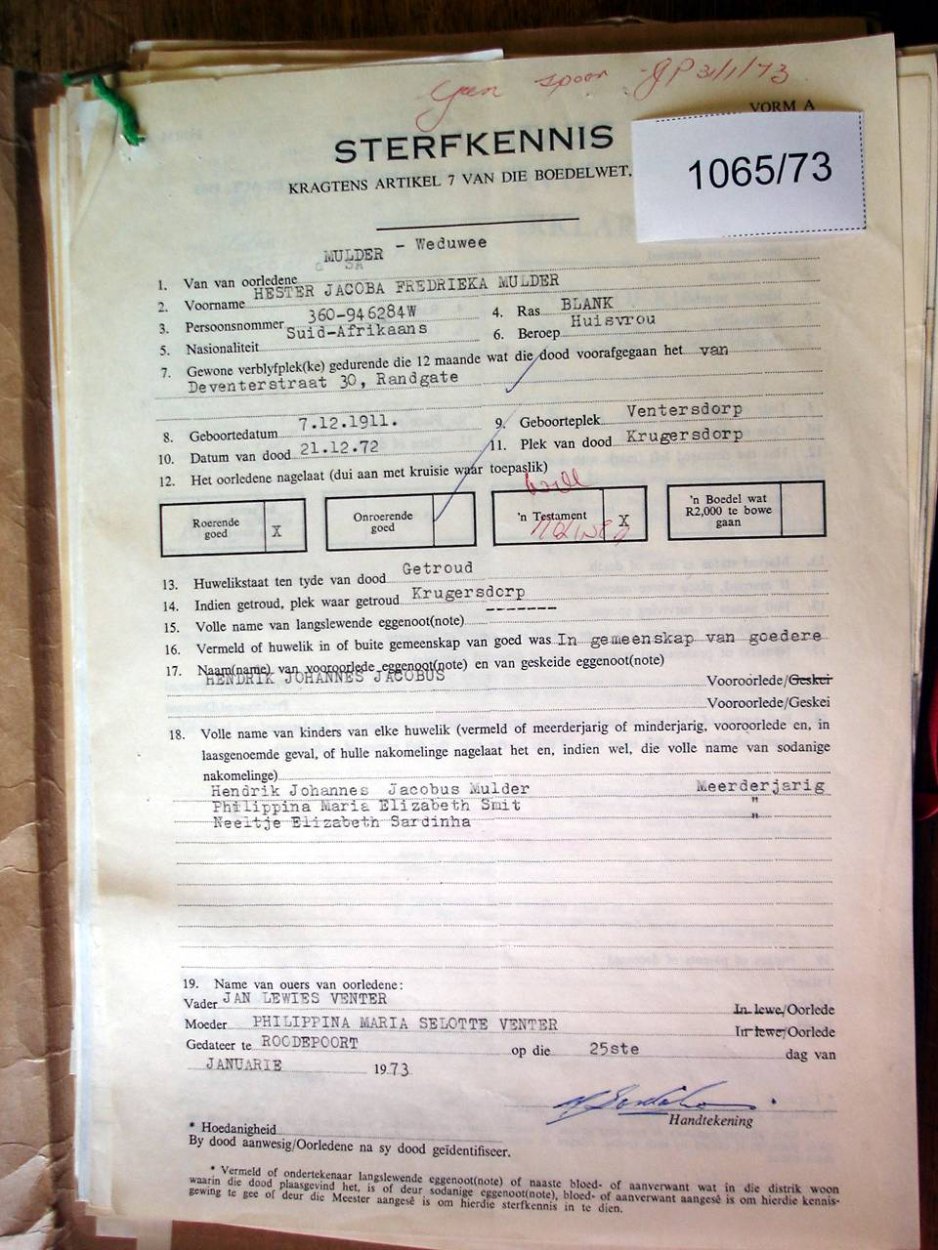 Geen spoor JP 31/1/73
VORM A
STERFKENNIS
KRAGTENS ARTIKEL 7 VAN DIE BOEDELWET,
1065/73
1. Van van oorledene MULDER - Weduwee
2. Voorname HESTER JACOBA FREDRIEKA MULDER
3. Persoonsnommer 360-946284W 4. Ras BLANK
5. Nasionaliteit Suid-Afrikaans 6. Beroep Huisvrou
7. Gewone verblyfplek(ke) gedurende die 12 maande wat die dood voorafgegaan het van
Deventerstraat 30, Randgate
8. Geboortedatum 7.12.1911. 9. Geboorteplek Ventersdorp
10. Datum van dood 21.12.72 11. Plek van dood Krugersdorp
12. Het oorledene nagelaat (dui aan met kruisie waar toepaslik)
Roerende goed X Onroerende goed 'n Testament X 'n Boedel wat R2,000 te bowe gaan
13. Huwelikstaat ten tyde van dood Getroud
14. Indien getroud, plek waar getroud Krugersdorp
15. Volle name van langslewende eggenoot(note) -------
16. Vermeld of huwelik in of buite gemeenskap van goed was In gemeenskap van goedere
17. Naam(name) van vooroorlede eggenoot(note) en van geskeide eggenoot(note)
HENDRIK JOHANNES JACOBUS Vooroorlede/Geskei
Vooroorlede/Geskei
18. Volle name van kinders van elke huwelik (vermeld of meerderjarig of minderjarig, vooroorlede en, in
laasgenoemde geval, of hulle nakomelinge nagelaat het en, indien wel, die volle name van sodanige
nakomelinge)
Hendrik Johannes Jacobus Mulder Meerderjarig
Philippina Maria Elizabeth Smit "
Neeltje Elizabeth Sardinha "
19. Name van ouers van oorledene:
Vader JAN LEWIES VENTER In lewe/Oorlede
Moeder PHILIPPINA MARIA SELOTTE VENTER In lewe/Oorlede
Gedateer te ROODEPOORT op die 25ste dag van
JANUARIE 1973
Handtekening
* Hoedanigheid
By dood aanwesig/Oorledene na sy dood geïdentifiseer.
* Vermeld of ondertekenaar langslewende eggenoot(note) of naaste bloed- of aanverwant wat in die distrik woon
waarin die dood plaasgevind het, is of deur sodanige eggenoot(note), bloed- of aanverwant aangesê is om hierdie kennis-
gewing te gee of deur die Meester aangesê is om hierdie sterfkennis in te dien.